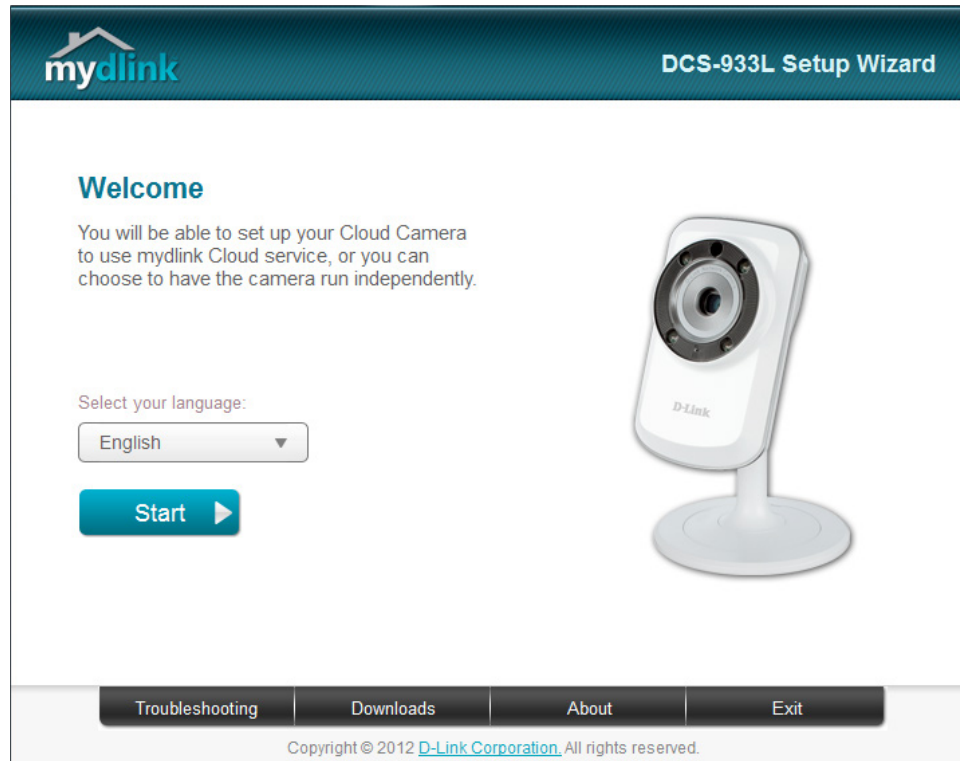 mydlink
DCS-933L Setup Wizard
Welcome
You will be able to set up your Cloud Camera
to use mydlink Cloud service, or you can
choose to have the camera run independently.
Select your language:
English
Start
D-Link
Troubleshooting
Downloads
About
Exit
Copyright © 2012 D-Link Corporation. All rights reserved.